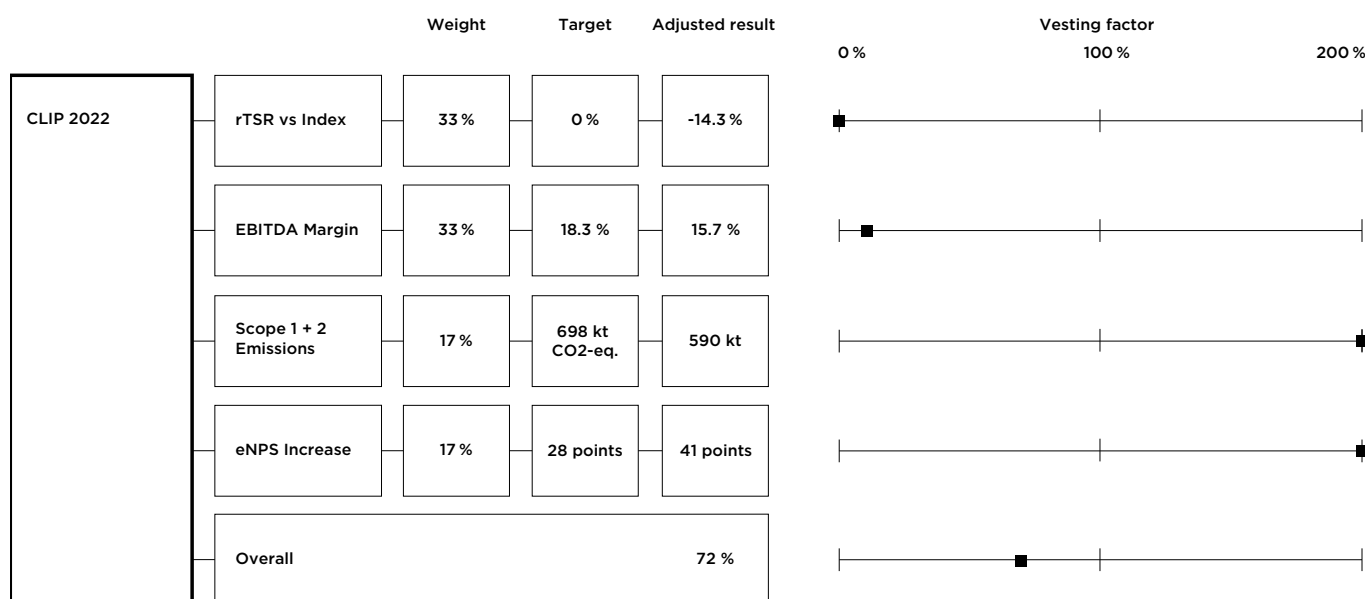 Weight Target Adjusted result Vesting factor
0 % 100 % 200 %
CLIP 2022 rTSR vs Index 33 % 0 % -14.3 %
EBITDA Margin 33 % 18.3 % 15.7 %
Scope 1 + 2
Emissions
17 %
698 kt
CO2-eq.
590 kt
eNPS Increase 17 % 28 points 41 points
Overall 72 %